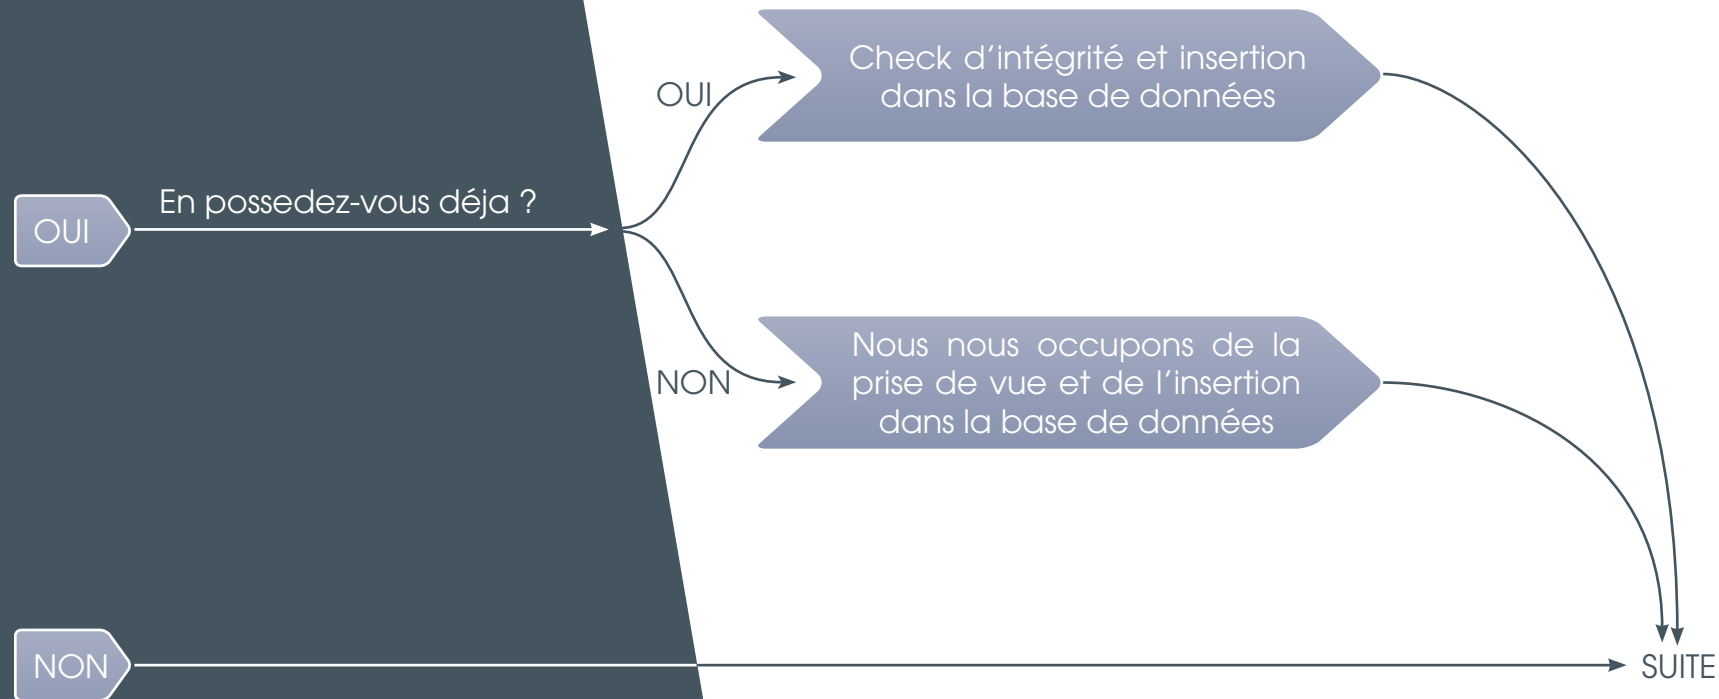 OUI
En possedez-vous déja ?
OUI
Check d'intégrité et insertion
dans la base de données
NON
Nous nous occupons de la
prise de vue et de l'insertion
dans la base de données
NON
SUITE